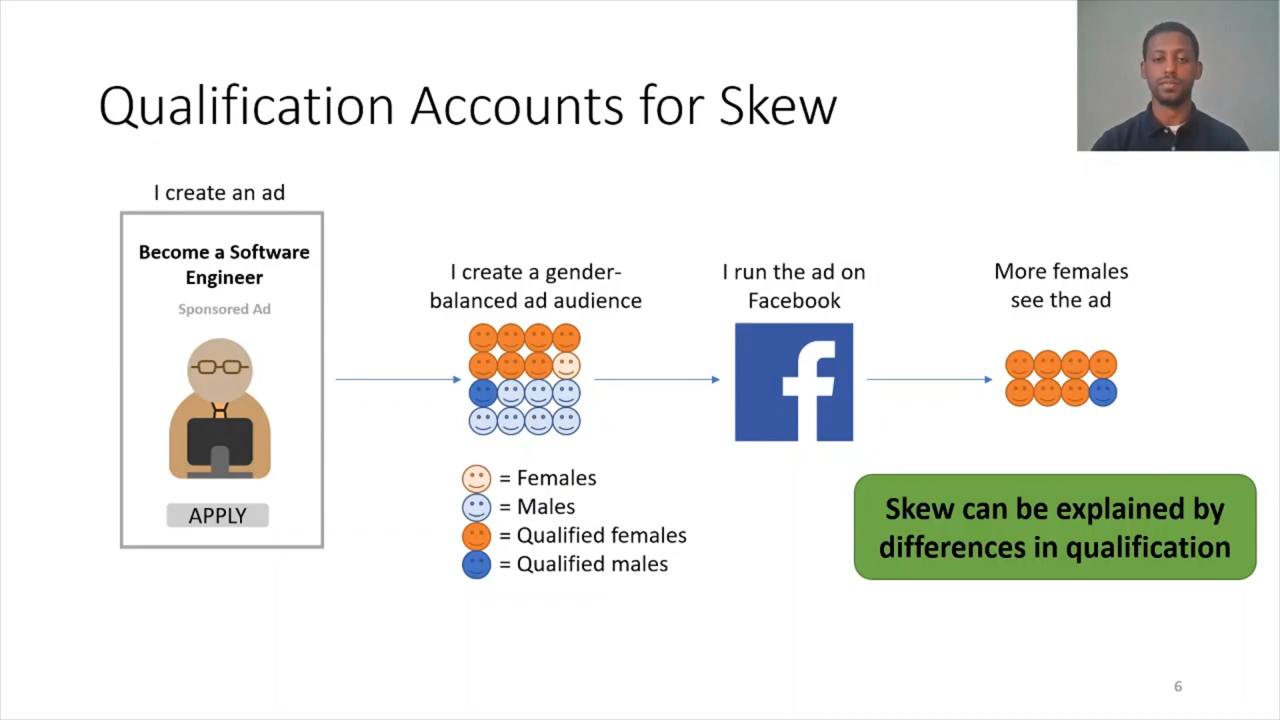 Qualification Accounts for Skew
I create an ad
Become a Software
Engineer
Sponsored Ad
APPLY
I create a gender-
balanced ad audience
= Females
= Males
= Qualified females
= Qualified males
I run the ad on
Facebook
f
More females
see the ad
Skew can be explained by
differences in qualification
6